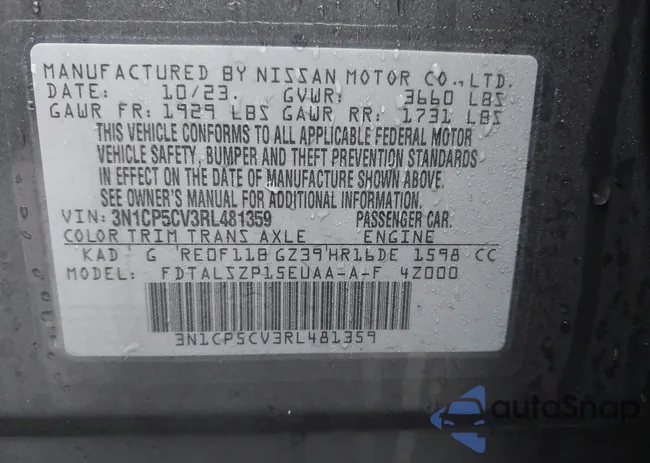 MANUFACTURED BY NISSAN MOTOR CO., LTD.
DATE: 10/23. GVWR: 3660 LBS
GAWR FR: 1929 LBS GAWR RR: 1731 LBS
THIS VEHICLE CONFORMS TO ALL APPLICABLE FEDERAL MOTOR
VEHICLE SAFETY, BUMPER AND THEFT PREVENTION STANDARDS
IN EFFECT ON THE DATE OF MANUFACTURE SHOWN ABOVE.
SEE OWNER'S MANUAL FOR ADDITIONAL INFORMATION.
VIN: 3N1CP5CV3RL481359 PASSENGER CAR.
COLOR TRIM TRANS AXLE ENGINE
KAD G RE0F11B GZ39 HR16DE 1598 CC
MODEL: FDTALSZP15EUAA-A-F 4Z000
3N1CP5CV3RL481359
autoSnap